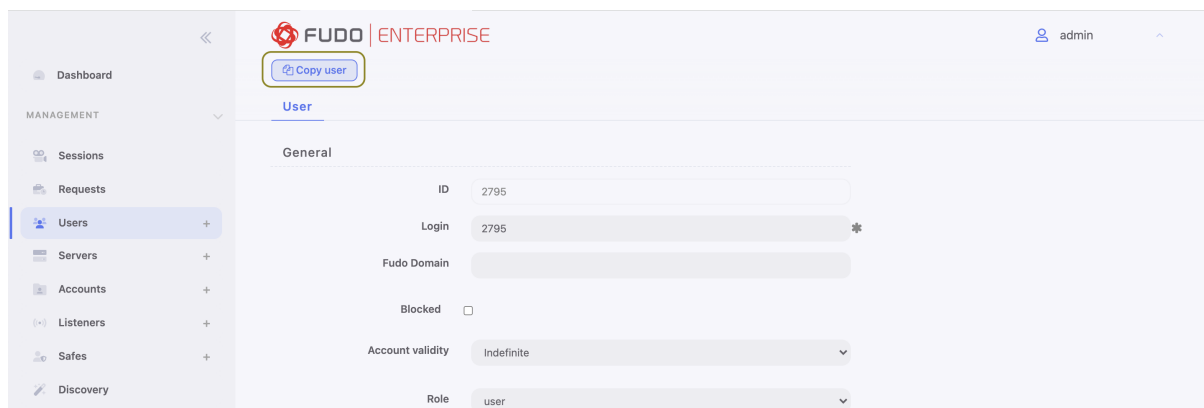 FUDO ENTERPRISE
admin
Copy user
Dashboard
User
MANAGEMENT
General
Sessions
ID 2795
Requests
Users +
Login 2795 ✱
Servers +
Fudo Domain
Accounts +
Blocked
Listeners +
Account validity Indefinite
Safes +
Discovery
Role user